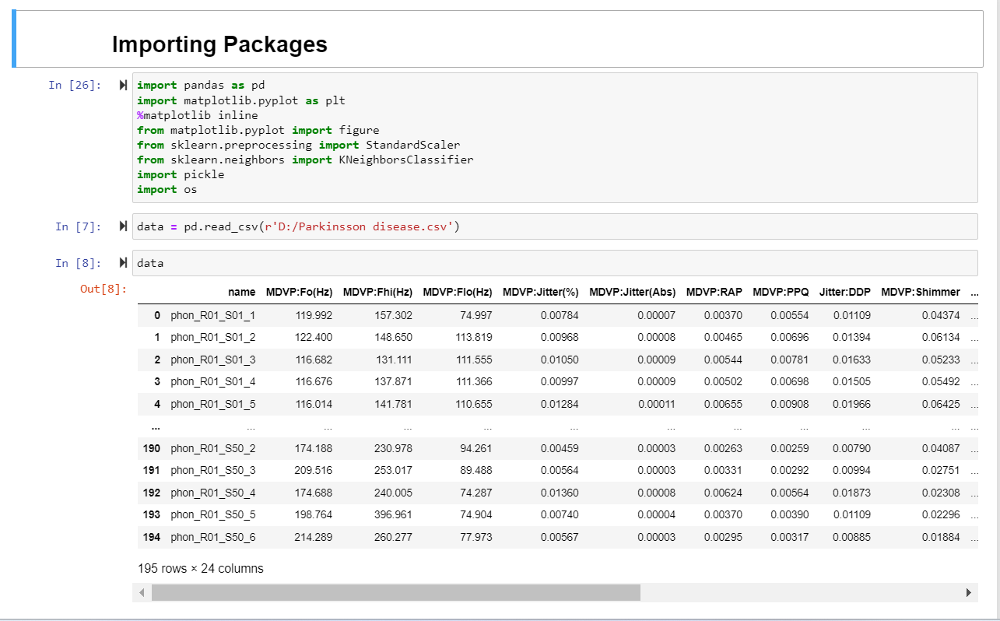 Importing Packages
In [26]:
import pandas as pd
import matplotlib.pyplot as plt
%matplotlib inline
from matplotlib.pyplot import figure
from sklearn.preprocessing import StandardScaler
from sklearn.neighbors import KNeighborsClassifier
import pickle
import os
In [7]: data = pd.read_csv(r'D:/Parkinsson disease.csv')
In [8]: data
Out[8]:
name MDVP:Fo(Hz) MDVP:Fhi(Hz) MDVP:Flo(Hz) MDVP:Jitter(%) MDVP:Jitter(Abs) MDVP:RAP MDVP:PPQ Jitter:DDP MDVP:Shimmer ...
0 phon_R01_S01_1 119.992 157.302 74.997 0.00784 0.00007 0.00370 0.00554 0.01109 0.04374 ...
1 phon_R01_S01_2 122.400 148.650 113.819 0.00968 0.00008 0.00465 0.00696 0.01394 0.06134 ...
2 phon_R01_S01_3 116.682 131.111 111.555 0.01050 0.00009 0.00544 0.00781 0.01633 0.05233 ...
3 phon_R01_S01_4 116.676 137.871 111.366 0.00997 0.00009 0.00502 0.00698 0.01505 0.05492 ...
4 phon_R01_S01_5 116.014 141.781 110.655 0.01284 0.00011 0.00655 0.00908 0.01966 0.06425 ...
... ... ... ... ... ... ... ... ... ... ... ...
190 phon_R01_S50_2 174.188 230.978 94.261 0.00459 0.00003 0.00263 0.00259 0.00790 0.04087 ...
191 phon_R01_S50_3 209.516 253.017 89.488 0.00564 0.00003 0.00331 0.00292 0.00994 0.02751 ...
192 phon_R01_S50_4 174.688 240.005 74.287 0.01360 0.00008 0.00624 0.00564 0.01873 0.02308 ...
193 phon_R01_S50_5 198.764 396.961 74.904 0.00740 0.00004 0.00370 0.00390 0.01109 0.02296 ...
194 phon_R01_S50_6 214.289 260.277 77.973 0.00567 0.00003 0.00295 0.00317 0.00885 0.01884 ...
195 rows × 24 columns